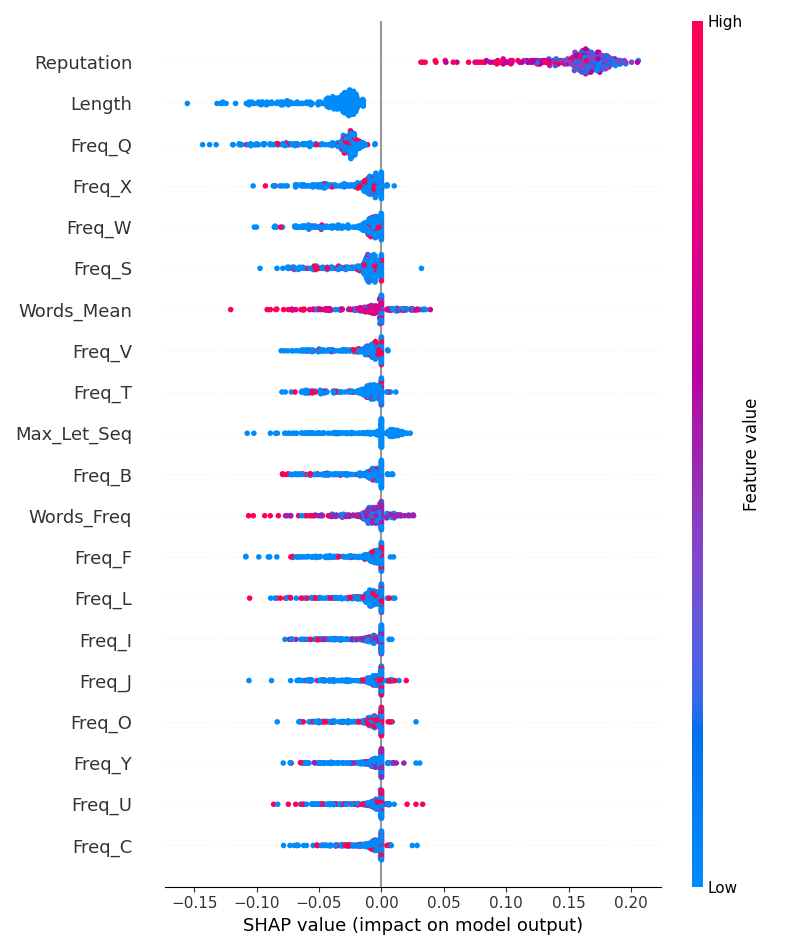 High
Reputation
Length
Freq_Q
Freq_X
Freq_W
Freq_S
Words_Mean
Freq_V
Freq_T
Max_Let_Seq
Freq_B
Words_Freq
Freq_F
Freq_L
Freq_I
Freq_J
Freq_O
Freq_Y
Freq_U
Freq_C
Feature value
Low
−0.15 −0.10 −0.05 0.00 0.05 0.10 0.15 0.20
SHAP value (impact on model output)